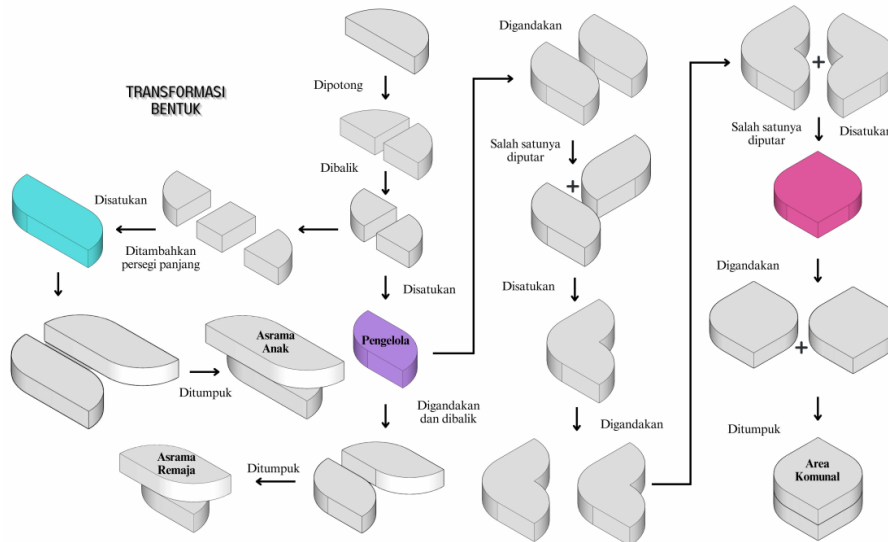 TRANSFORMASI
BENTUK
Dipotong
Dibalik
Disatukan
Ditambahkan
persegi panjang
Disatukan
Ditumpuk
Asrama
Anak
Pengelola
Digandakan
dan dibalik
Ditumpuk
Asrama
Remaja
Digandakan
Salah satunya
diputar
+
Disatukan
Digandakan
+
Salah satunya
diputar
Disatukan
Digandakan
+
Ditumpuk
Area
Komunal